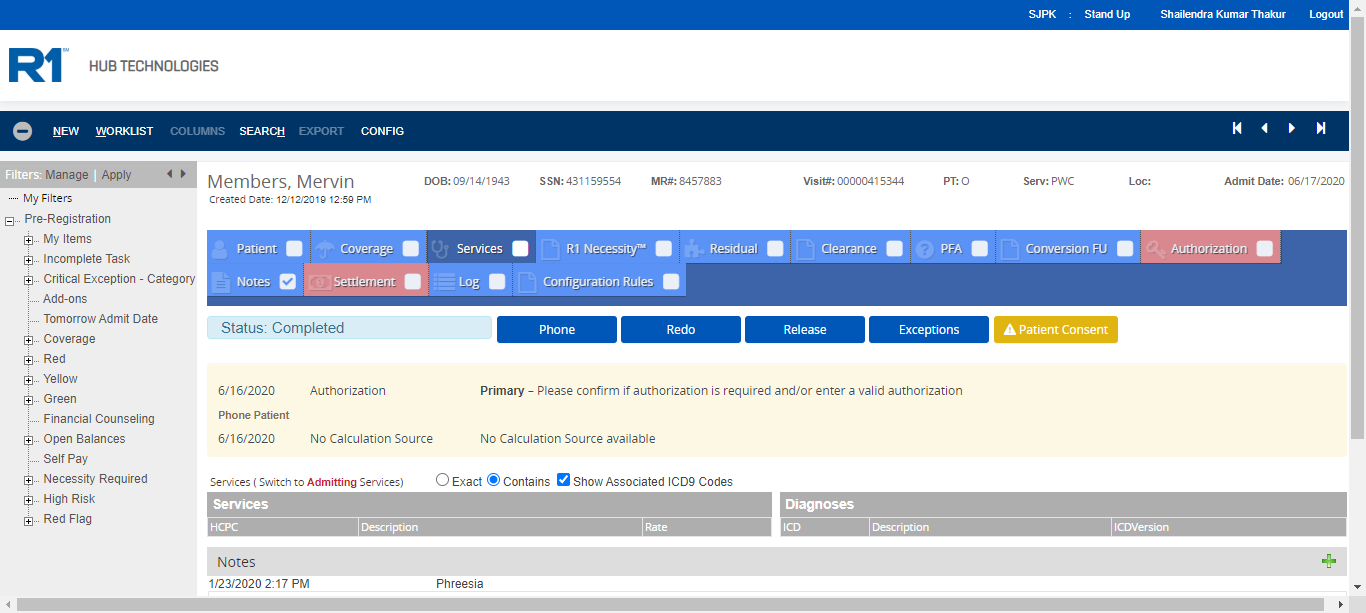 SJPK : Stand Up Shailendra Kumar Thakur Logout
R1 HUB TECHNOLOGIES
NEW WORKLIST COLUMNS SEARCH EXPORT CONFIG
Filters: Manage | Apply
My Filters
Pre-Registration
My Items
Incomplete Task
Critical Exception - Category
Add-ons
Tomorrow Admit Date
Coverage
Red
Yellow
Green
Financial Counseling
Open Balances
Self Pay
Necessity Required
High Risk
Red Flag
Members, Mervin DOB: 09/14/1943 SSN: 431159554 MR#: 8457883 Visit#: 00000415344 PT: O Serv: PWC Loc: Admit Date: 06/17/2020
Created Date: 12/12/2019 12:59 PM
Patient Coverage Services R1 Necessity™ Residual Clearance PFA Conversion FU Authorization
Notes Settlement Log Configuration Rules
Status: Completed Phone Redo Release Exceptions Patient Consent
6/16/2020 Authorization Primary – Please confirm if authorization is required and/or enter a valid authorization
Phone Patient
6/16/2020 No Calculation Source No Calculation Source available
Services ( Switch to Admitting Services) Exact Contains Show Associated ICD9 Codes
Services Diagnoses
HCPC Description Rate ICD Description ICDVersion
Notes
1/23/2020 2:17 PM Phreesia